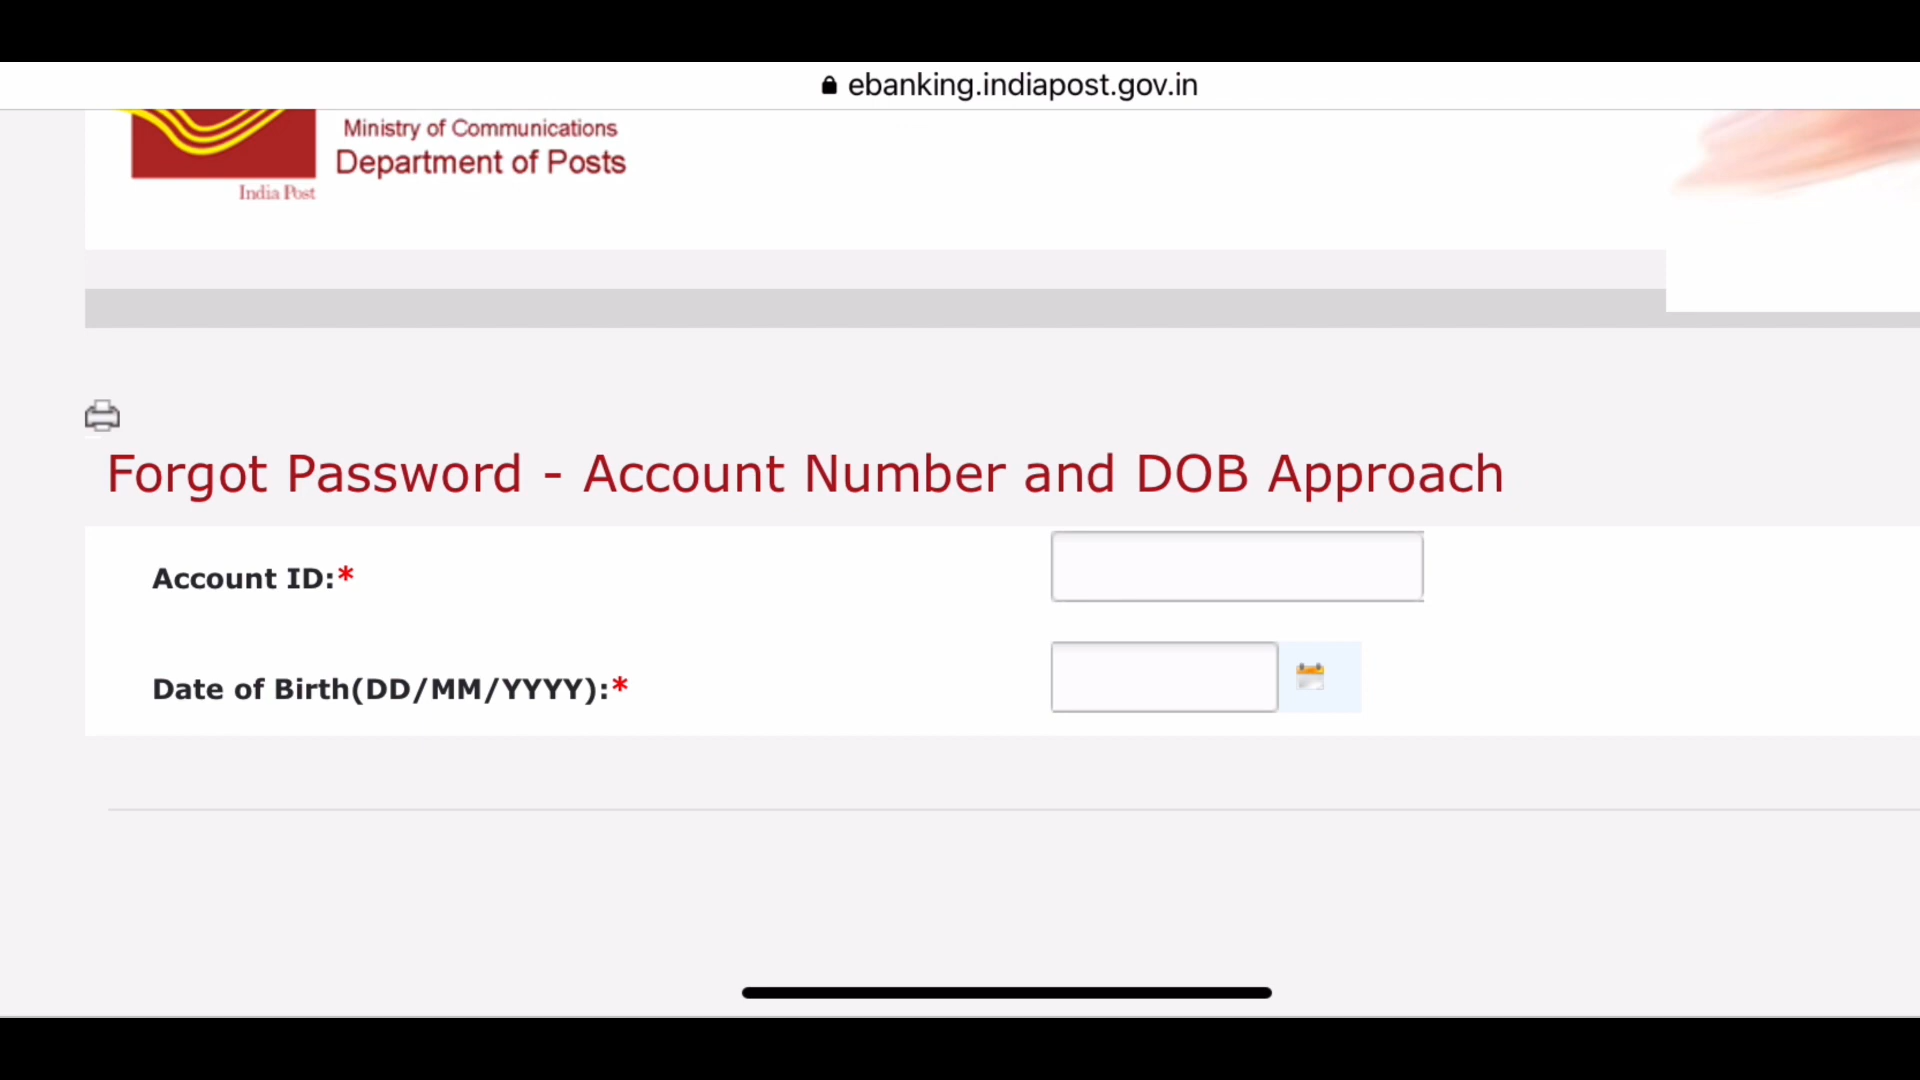 ebanking.indiapost.gov.in
Ministry of Communications
Department of Posts
India Post
Forgot Password - Account Number and DOB Approach
Account ID:*
Date of Birth(DD/MM/YYYY):*